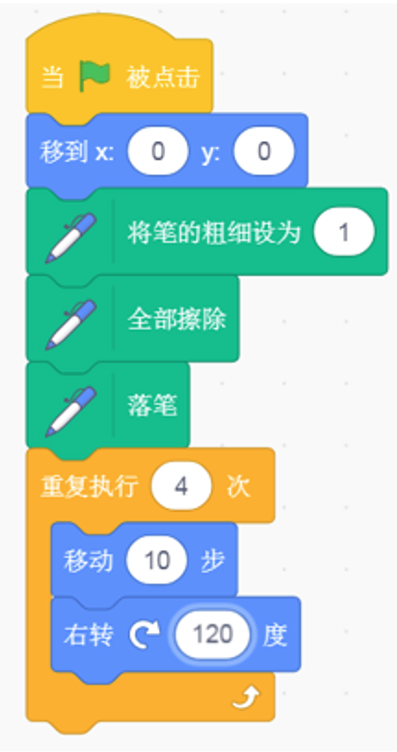 当 被点击
移到 x: 0 y: 0
将笔的粗细设为 1
全部擦除
落笔
重复执行 4 次
移动 10 步
右转 120 度